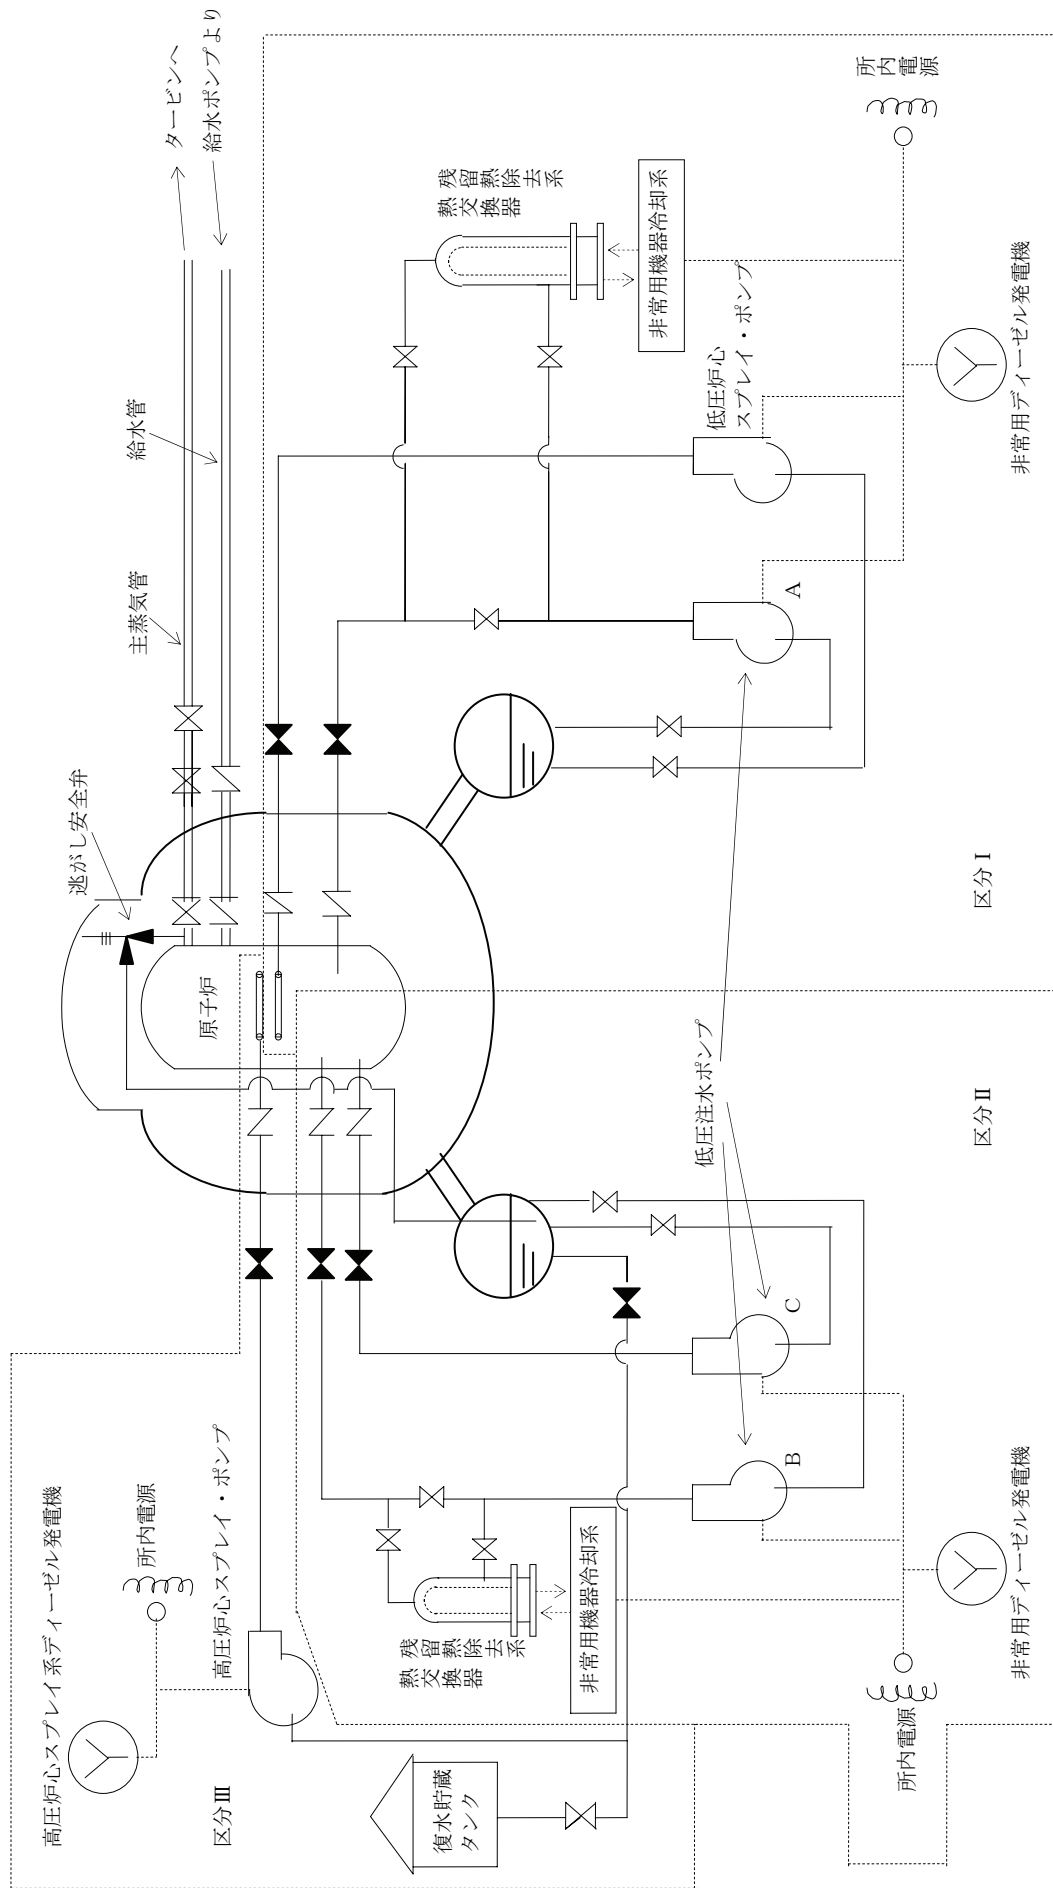 高圧炉心スプレイ系ディーゼル発電機
所内電源
高圧炉心スプレイ・ポンプ
区分Ⅲ
復水貯蔵
タンク
残留熱除去系
熱交換器
非常用機器冷却系
B
C
所内電源
非常用ディーゼル発電機
区分Ⅱ
低圧注水ポンプ
原子炉
逃がし安全弁
主蒸気管
給水管
タービンへ
給水ポンプより
残留熱除去系
熱交換器
非常用機器冷却系
低圧炉心
スプレイ・ポンプ
A
所内電源
非常用ディーゼル発電機
区分Ⅰ